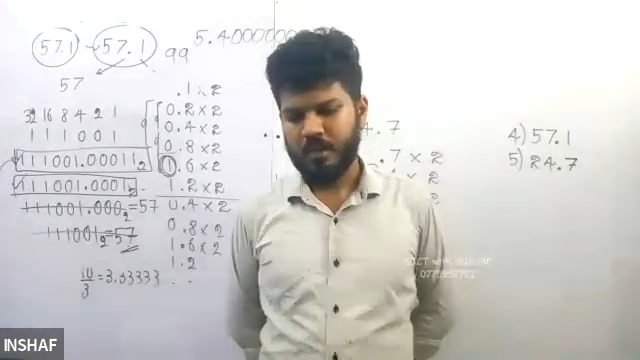 57.1 - 57.1
99
5.4000000
57
32 16 8 4 2 1
1 1 1 0 0 1
111001.00011₂
111001.0001₂
111001.000₂=57
111001₂=57
10/3 = 3.33333
.1 x 2
0.2 x 2
0.4 x 2
0.8 x 2
1.6 x 2
1.2 x 2
0.4 x 2
0.8 x 2
1.6 x 2
1.2
4.7
.7 x 2
4) 57.1
5) 24.7
INSHAF